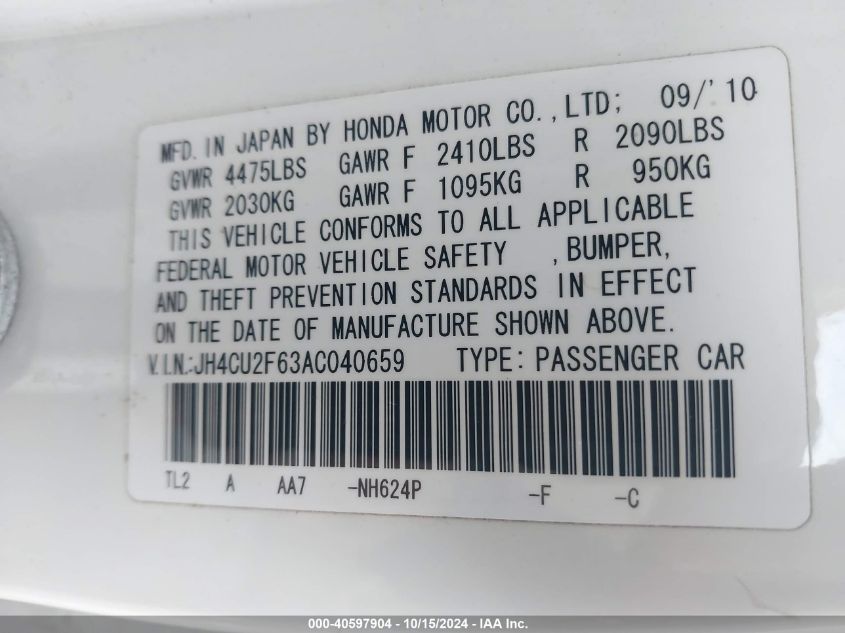 MFD. IN JAPAN BY HONDA MOTOR CO., LTD; 09/'10
GVWR 4475LBS GAWR F 2410LBS R 2090LBS
GVWR 2030KG GAWR F 1095KG R 950KG
THIS VEHICLE CONFORMS TO ALL APPLICABLE
FEDERAL MOTOR VEHICLE SAFETY , BUMPER,
AND THEFT PREVENTION STANDARDS IN EFFECT
ON THE DATE OF MANUFACTURE SHOWN ABOVE.
V.I.N.:JH4CU2F63AC040659 TYPE: PASSENGER CAR
TL2 A AA7 -NH624P -F -C
000-40597904 - 10/15/2024 - IAA Inc.